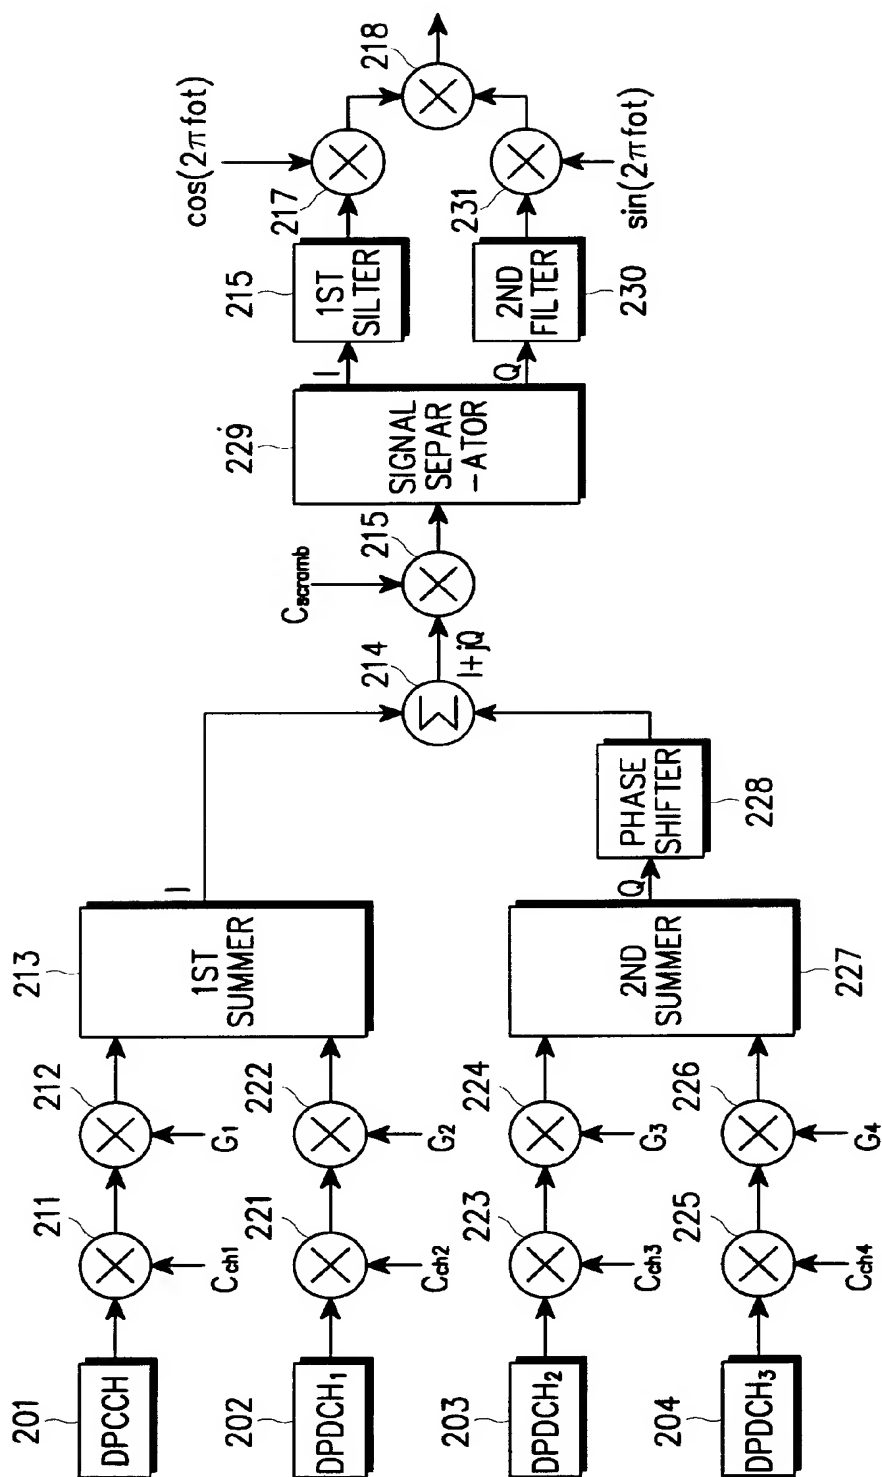 201
DPCCH
211
Cch1
212
G1
213
1ST
SUMMER
I
202
DPDCH1
221
Cch2
222
G2
203
DPDCH2
223
Cch3
224
G3
2ND
SUMMER
227
Q
PHASE
SHIFTER
228
204
DPDCH3
225
Cch4
226
G4
214
Σ
I+jQ
Cscramb
215
229
SIGNAL
SEPAR
-ATOR
I
Q
215
1ST
SILTER
2ND
FILTER
230
cos(2πfot)
217
231
sin(2πfot)
218